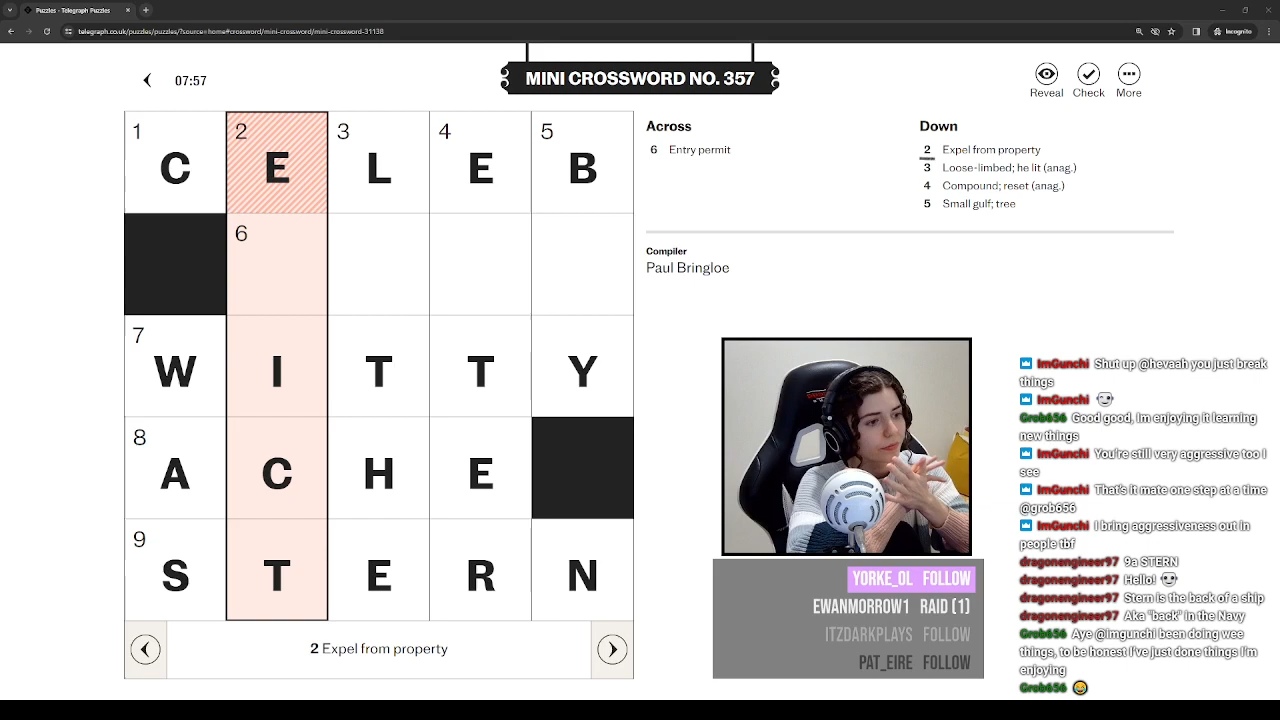 Puzzles - Telegraph Puzzles
telegraph.co.uk/puzzles/puzzles/?source=home#crossword/mini-crossword/mini-crossword-31138
Incognito
07:57
MINI CROSSWORD NO. 357
Reveal
Check
More
1 C
2 E
3 L
4 E
5 B
6
7 W
I
T
T
Y
8 A
C
H
E
9 S
T
E
R
N
2 Expel from property
Across
6 Entry permit
Down
2 Expel from property
3 Loose-limbed; he lit (anag.)
4 Compound; reset (anag.)
5 Small gulf; tree
Compiler
Paul Bringloe
YORKE_OL FOLLOW
EWANMORROW1 RAID (1)
ITZDARKPLAYS FOLLOW
PAT_EIRE FOLLOW
ImGunchi Shut up @hevaah you just break
things
ImGunchi
Grob656 Good good, Im enjoying it learning
new things
ImGunchi You're still very aggressive too I
see
ImGunchi That's it mate one step at a time
@grob656
ImGunchi I bring aggressiveness out in
people tbf
dragonengineer97 9a STERN
dragonengineer97 Hello!
dragonengineer97 Stern is the back of a ship
dragonengineer97 Aka "back" in the Navy
Grob656 Aye @Imgunchi been doing wee
things, to be honest I've just done things I'm
enjoying
Grob656